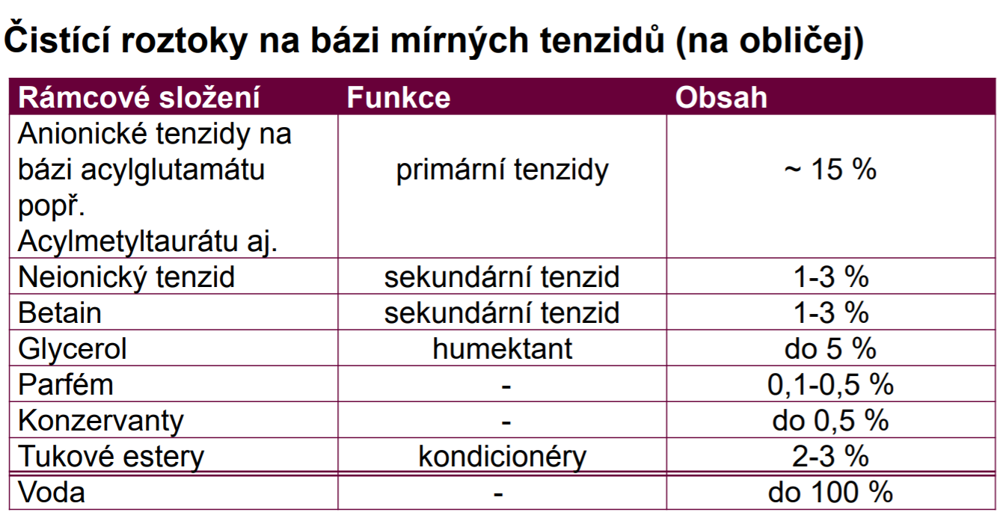 Čistící roztoky na bázi mírných tenzidů (na obličej)
Rámcové složení Funkce Obsah
Anionické tenzidy na
bázi acylglutamátu primární tenzidy ~ 15 %
popř.
Acylmetyltaurátu aj.
Neionický tenzid sekundární tenzid 1-3 %
Betain sekundární tenzid 1-3 %
Glycerol humektant do 5 %
Parfém - 0,1-0,5 %
Konzervanty - do 0,5 %
Tukové estery kondicionéry 2-3 %
Voda - do 100 %